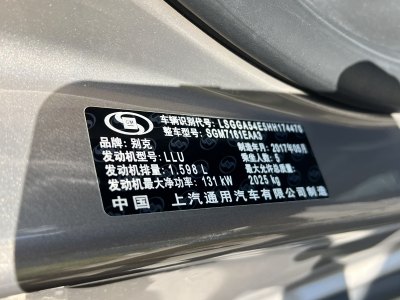 车辆识别代号: LSGGA54E5HH174476
整车型号: SGM7161EAA3
品牌: 别克 制造年月: 2017年08月
发动机型号: LLU 乘坐人数: 5
发动机排量: 1.598 L 最大允许总质量:
发动机最大净功率: 131 kW 2025 kg
中国 上汽通用汽车有限公司制造